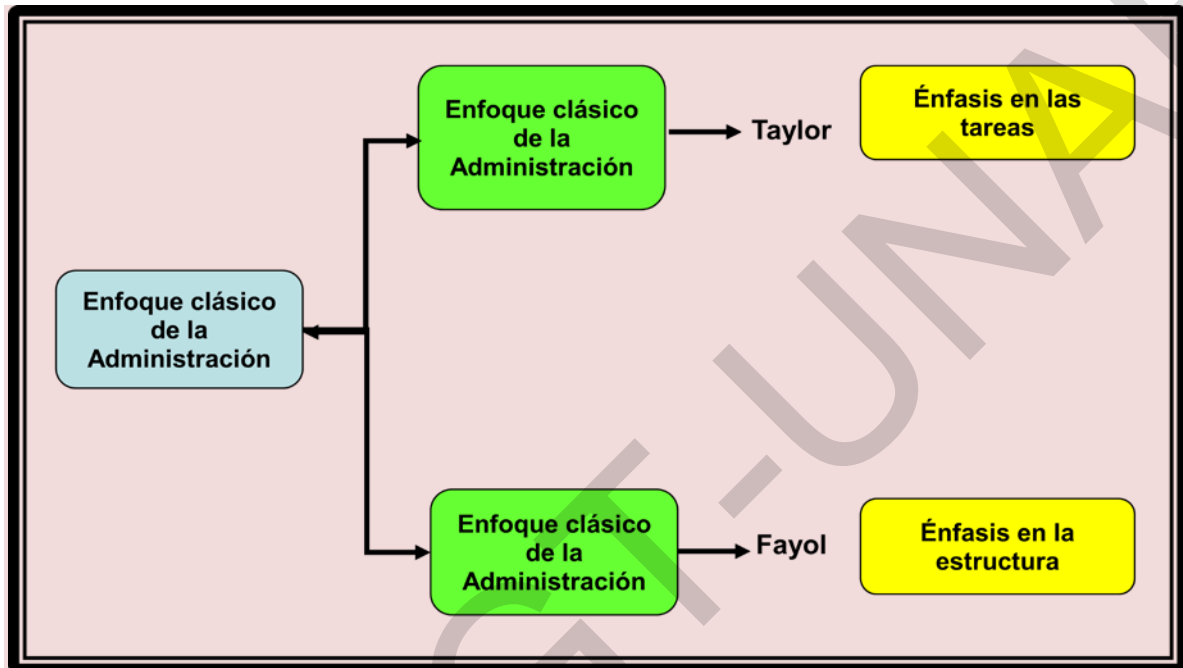 Enfoque clásico
de la
Administración
Taylor
Énfasis en las
tareas
Enfoque clásico
de la
Administración
Enfoque clásico
de la
Administración
Fayol
Énfasis en la
estructura
GT-UNA